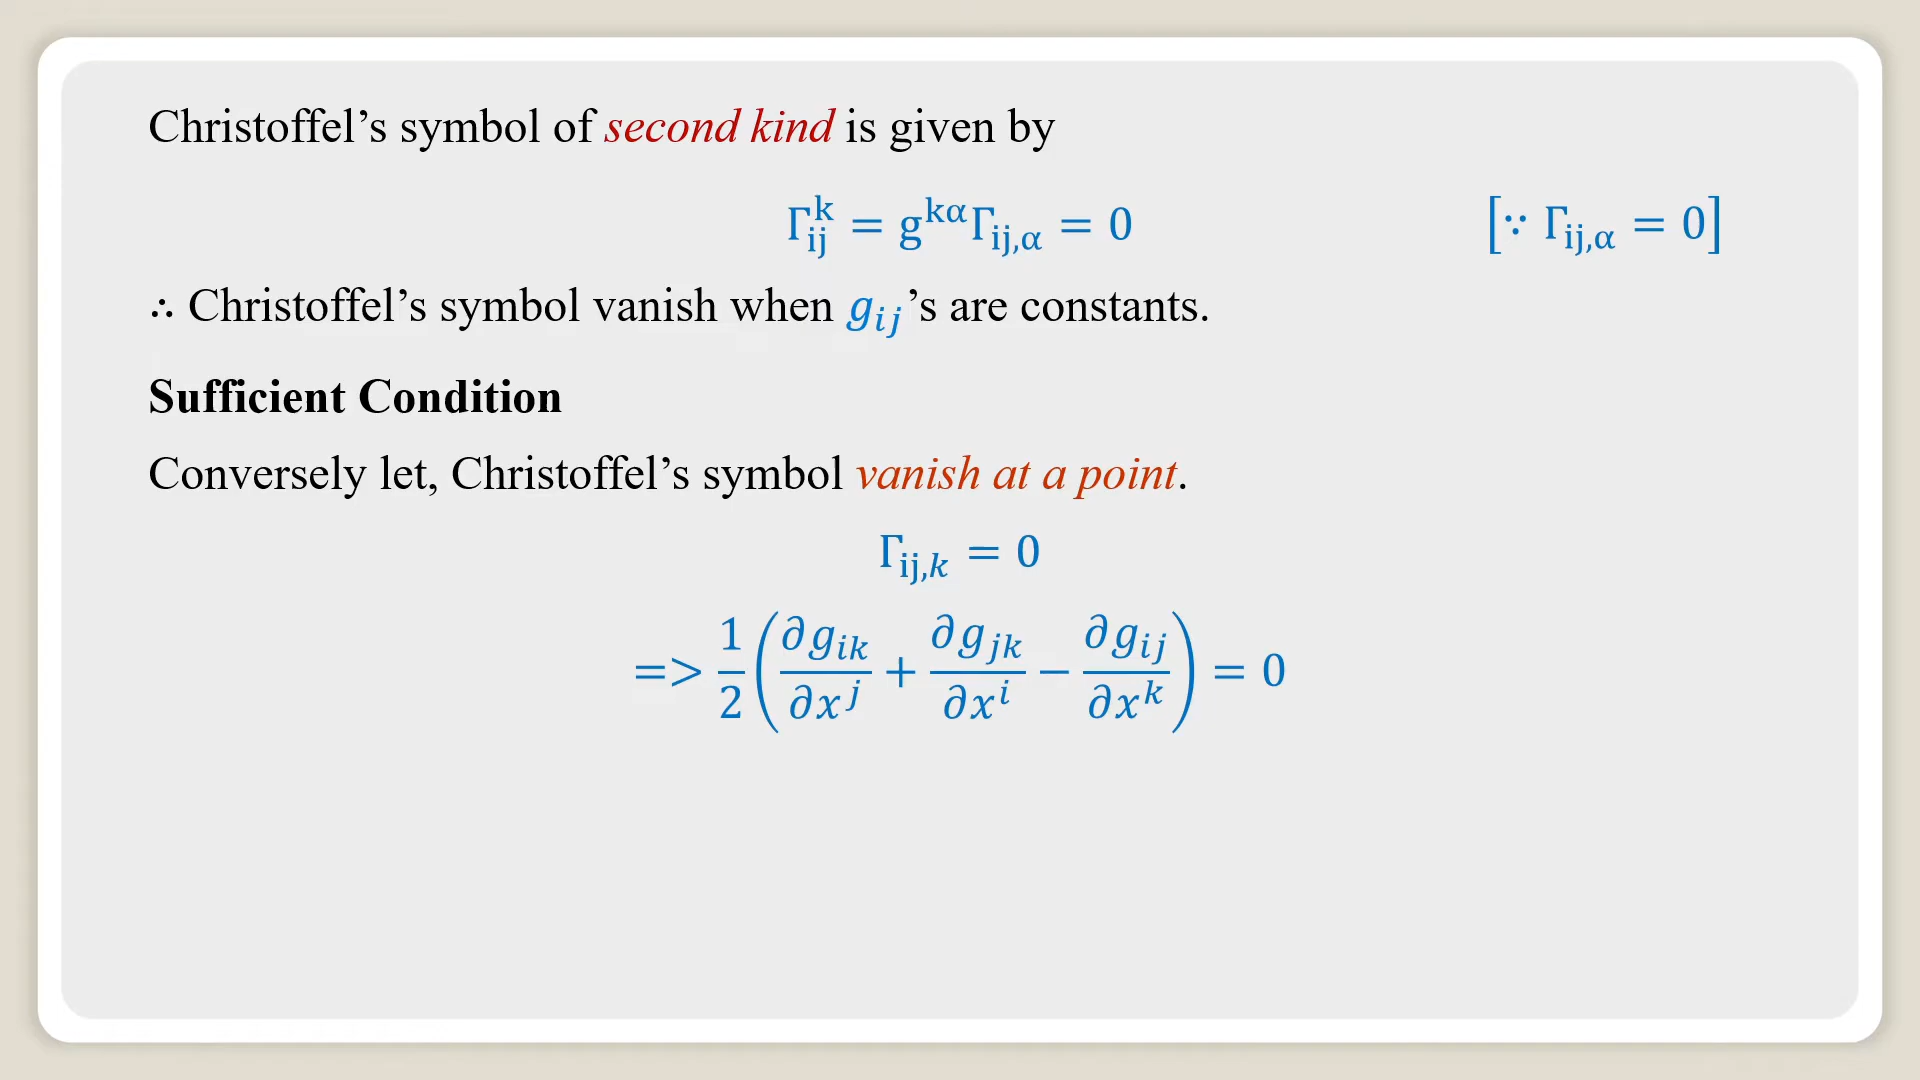 Christoffel’s symbol of second kind is given by
Γ_ij^k = g^kα Γ_ij,α = 0 [∵ Γ_ij,α = 0]
∴ Christoffel’s symbol vanish when g_ij’s are constants.
Sufficient Condition
Conversely let, Christoffel’s symbol vanish at a point.
Γ_ij,k = 0
=> 1/2 (∂g_ik/∂x^j + ∂g_jk/∂x^i − ∂g_ij/∂x^k) = 0